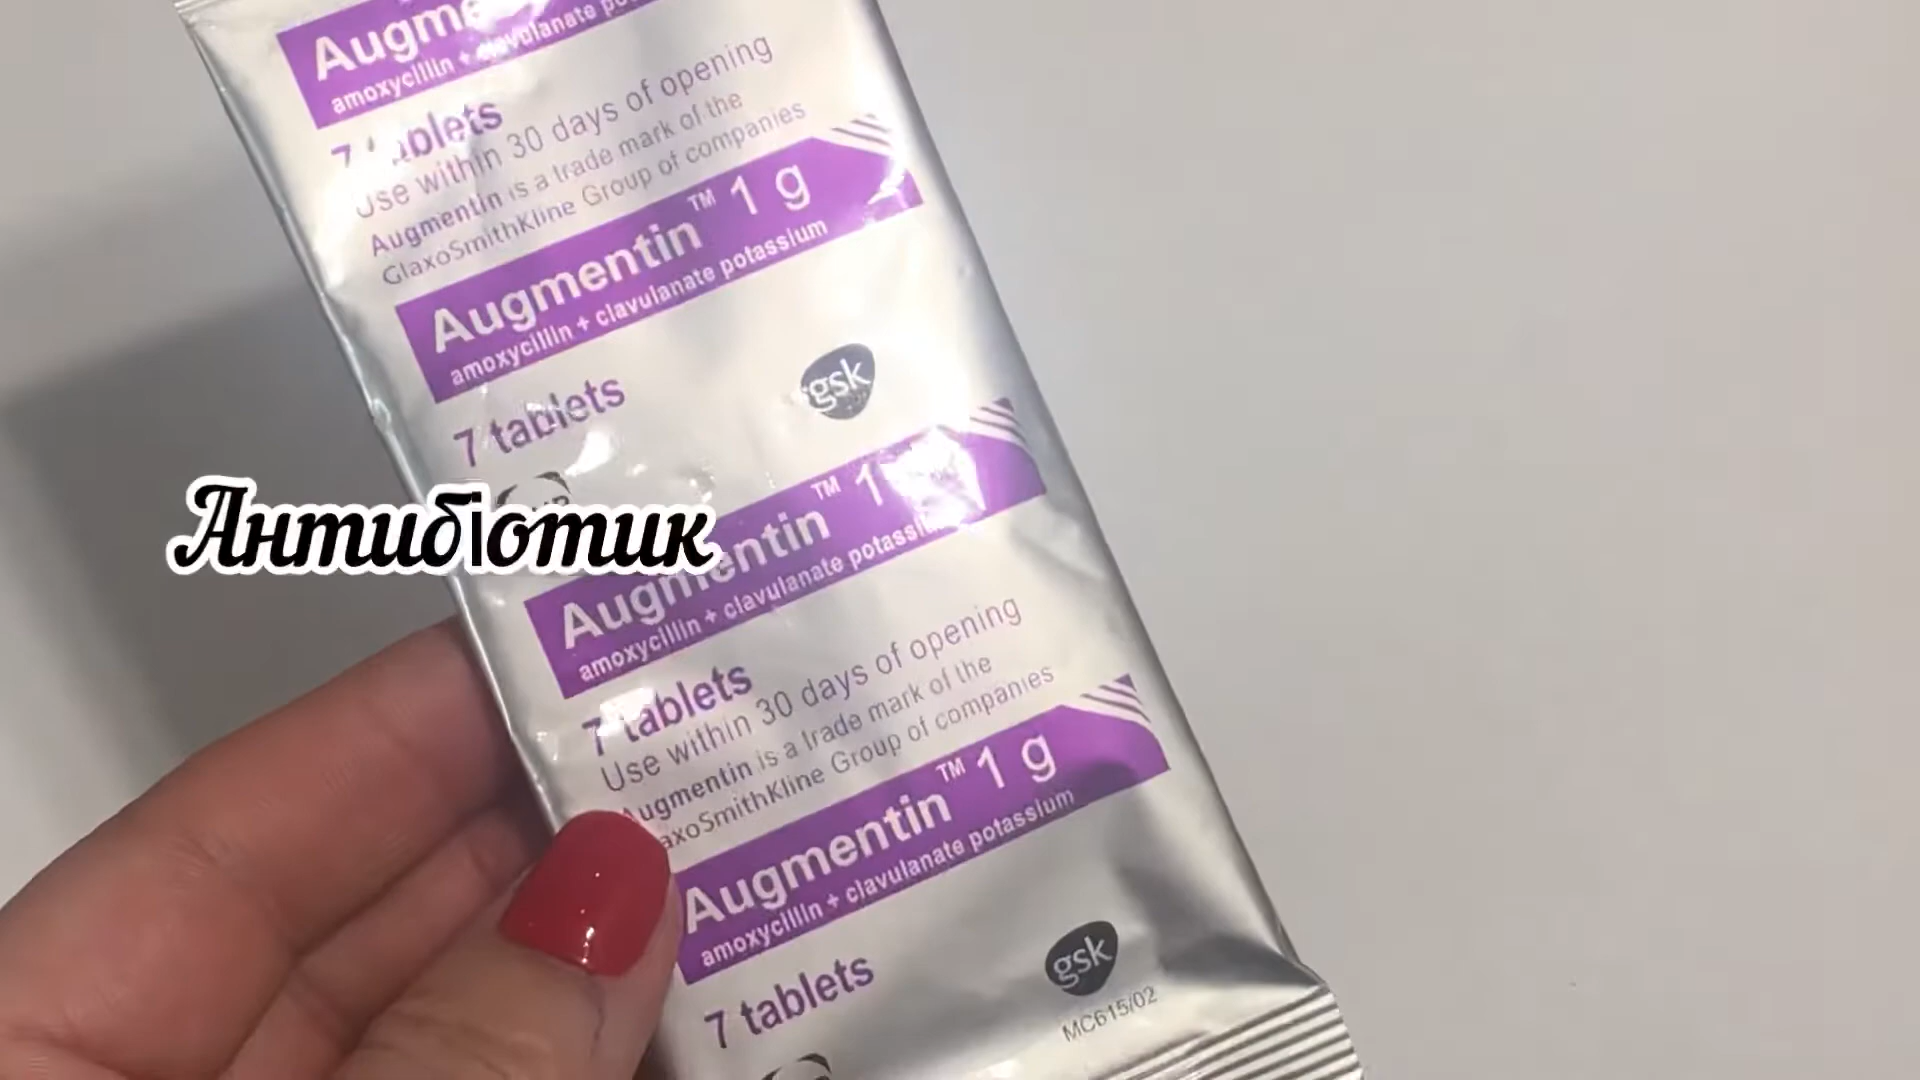 Augme
amoxycillin + clavulanate
7 tablets
Use within 30 days of opening
Augmentin is a trade mark of the
GlaxoSmithKline Group of companies
Augmentin™ 1 g
amoxycillin + clavulanate potassium
7 tablets
gsk
Антибіотик
Augmentin™ 1
amoxycillin + clavulanate potassi
7 tablets
Use within 30 days of opening
Augmentin is a trade mark of the
axoSmithKline Group of companies
Augmentin™ 1 g
amoxycillin + clavulanate potassium
7 tablets
gsk
MC615/02